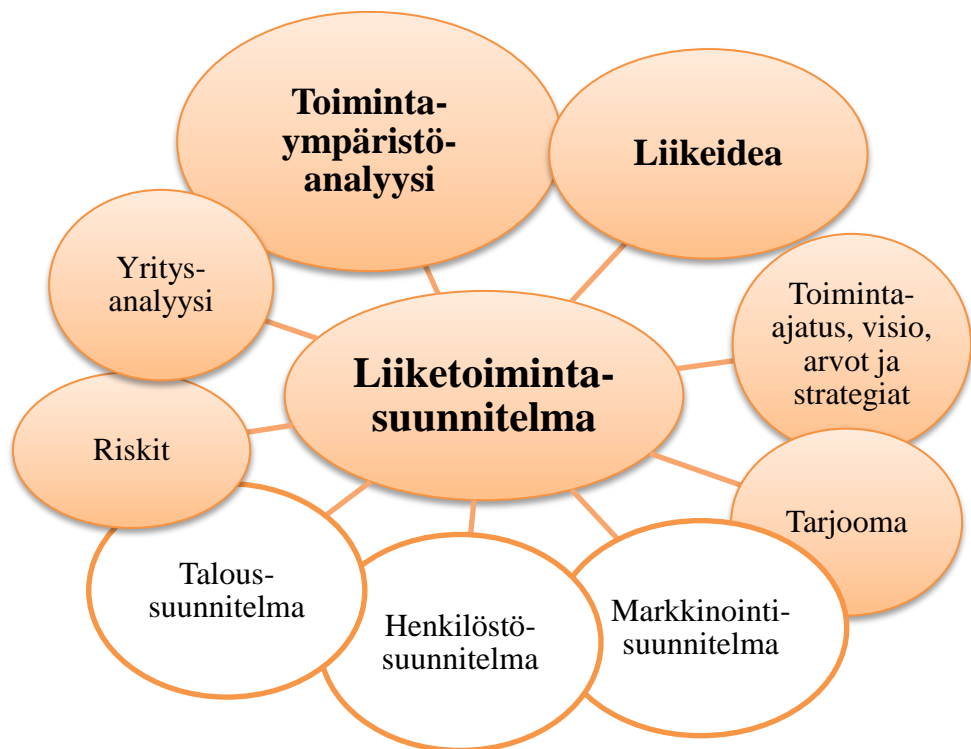 Toiminta-
ympäristö-
analyysi
Liikeidea
Yritys-
analyysi
Toiminta-
ajatus, visio,
arvot ja
strategiat
Liiketoiminta-
suunnitelma
Riskit
Tarjooma
Talous-
suunnitelma
Henkilöstö-
suunnitelma
Markkinointi-
suunnitelma